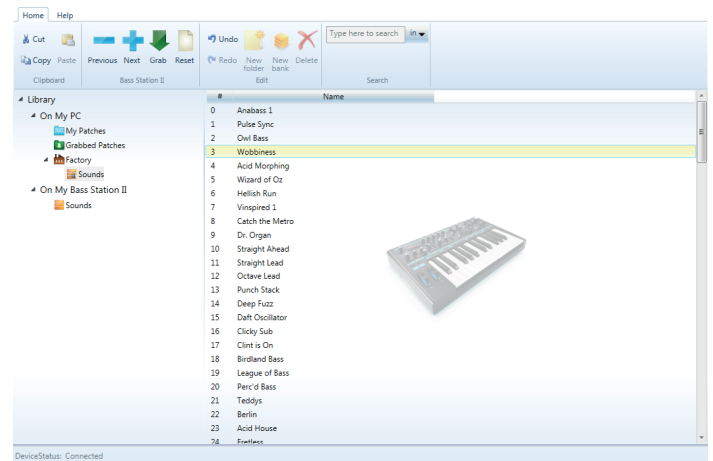 Home Help
Cut
Copy Paste
Clipboard
Previous Next Grab Reset
Bass Station II
Undo
Redo
New folder
New bank
Delete
Edit
Type here to search in
Search
Library
On My PC
My Patches
Grabbed Patches
Factory
Sounds
On My Bass Station II
Sounds
# Name
0 Anabass 1
1 Pulse Sync
2 Owl Bass
3 Wobbiness
4 Acid Morphing
5 Wizard of Oz
6 Hellish Run
7 Vinspired 1
8 Catch the Metro
9 Dr. Organ
10 Straight Ahead
11 Straight Lead
12 Octave Lead
13 Punch Stack
14 Deep Fuzz
15 Daft Oscillator
16 Clicky Sub
17 Clint is On
18 Birdland Bass
19 League of Bass
20 Perc'd Bass
21 Teddys
22 Berlin
23 Acid House
24 Fretless
DeviceStatus: Connected